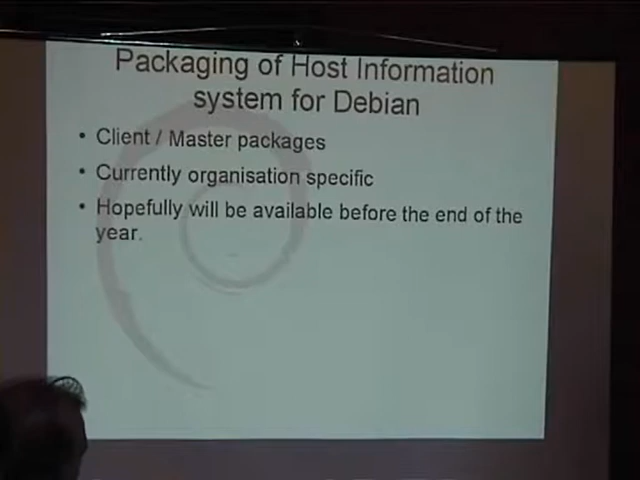 Packaging of Host Information
system for Debian
• Client / Master packages
• Currently organisation specific
• Hopefully will be available before the end of the
year.